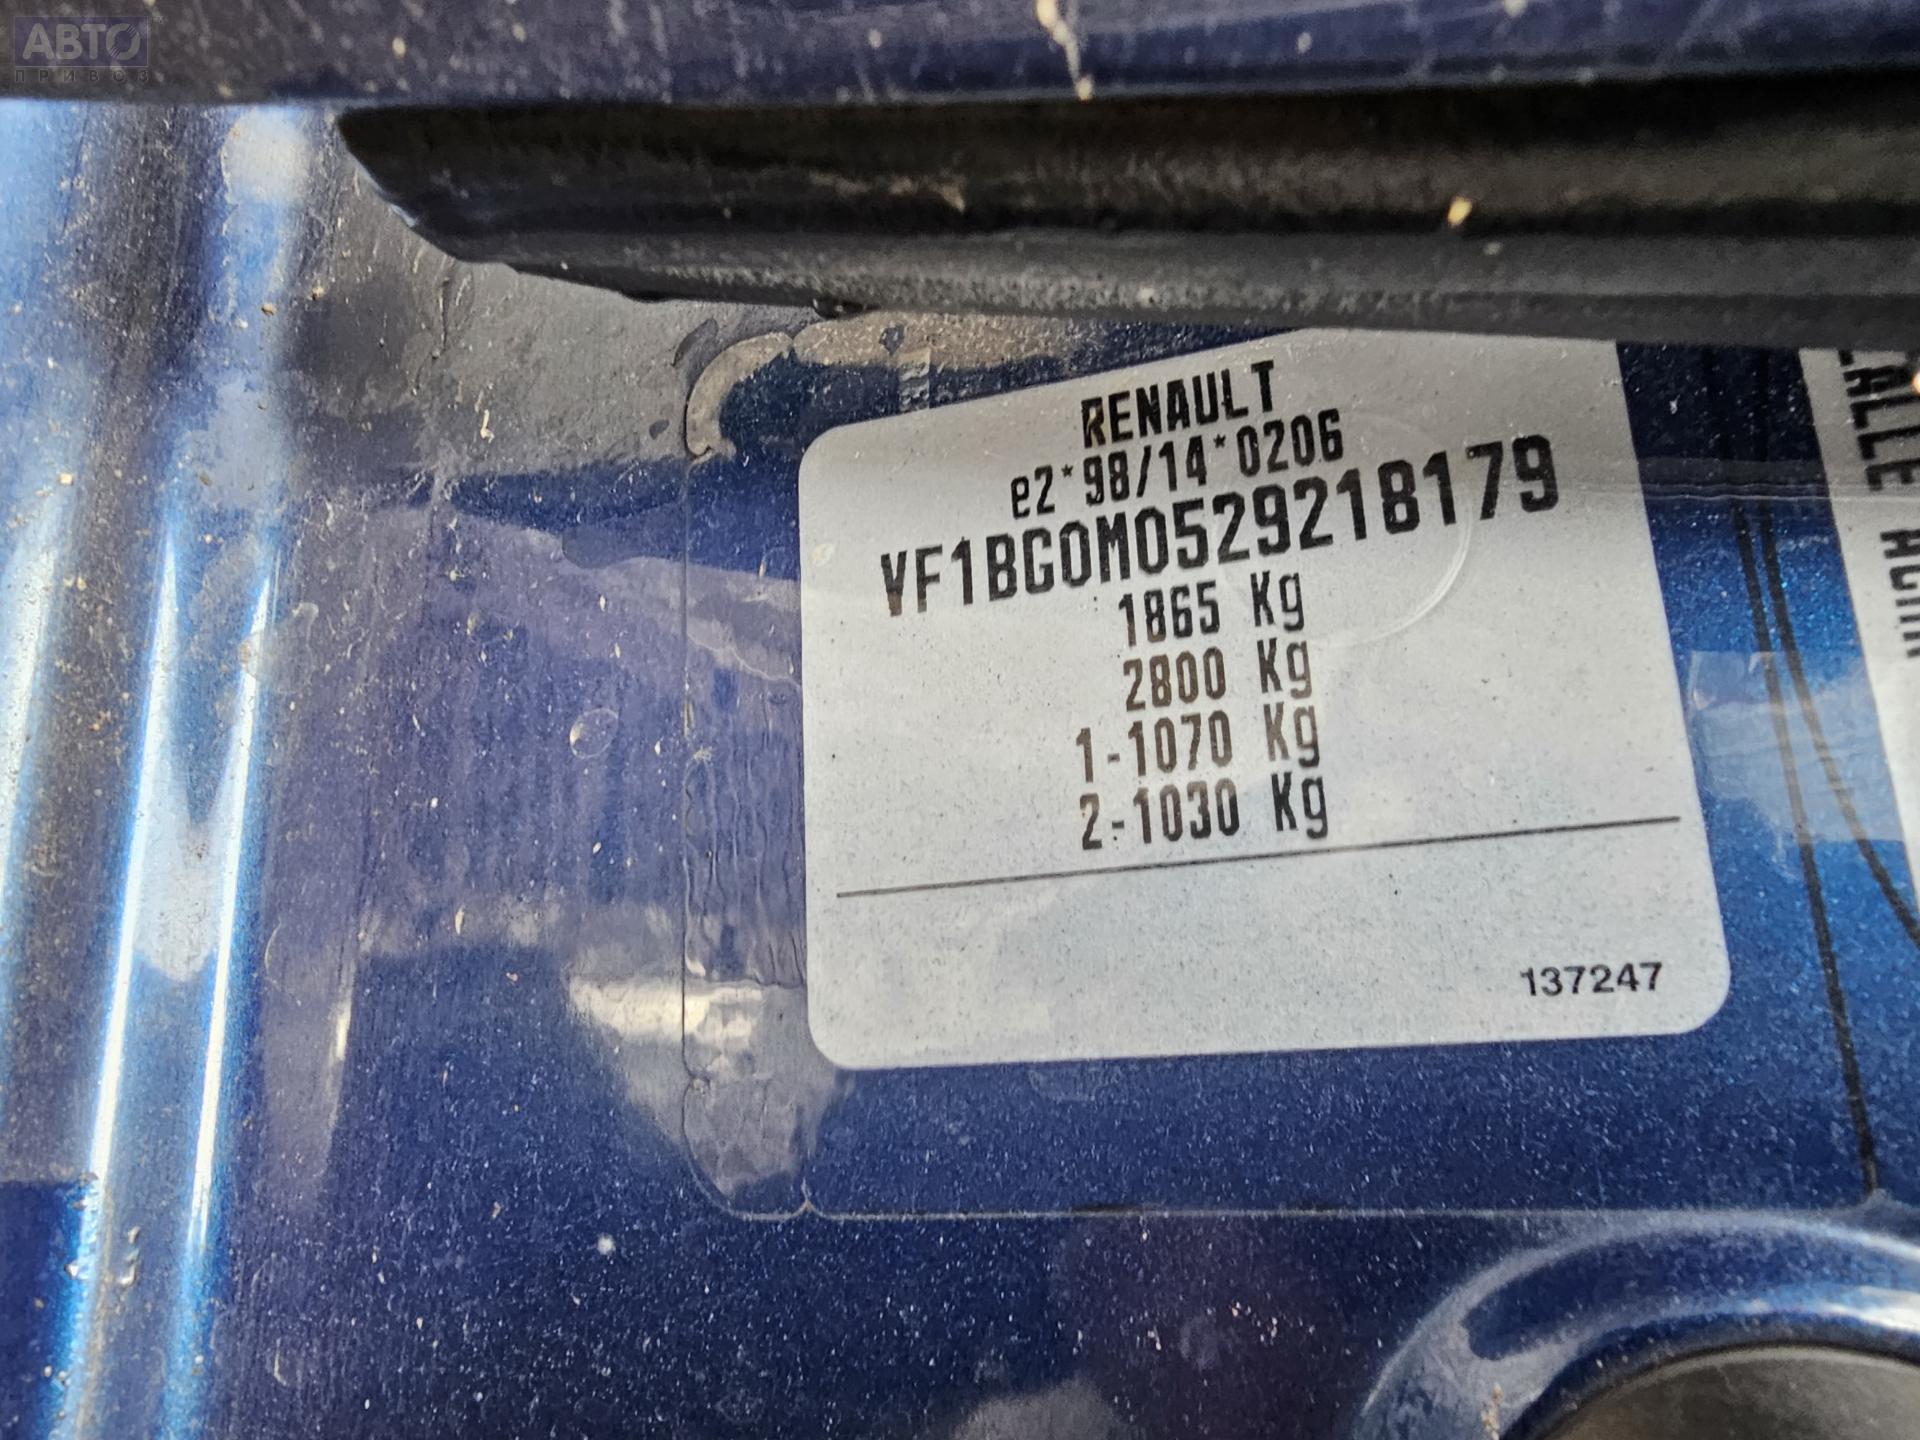 АВТО
ПРИВОЗ
RENAULT
e2*98/14*0206
VF1BG0M0529218179
1865 Kg
2800 Kg
1-1070 Kg
2-1030 Kg
137247